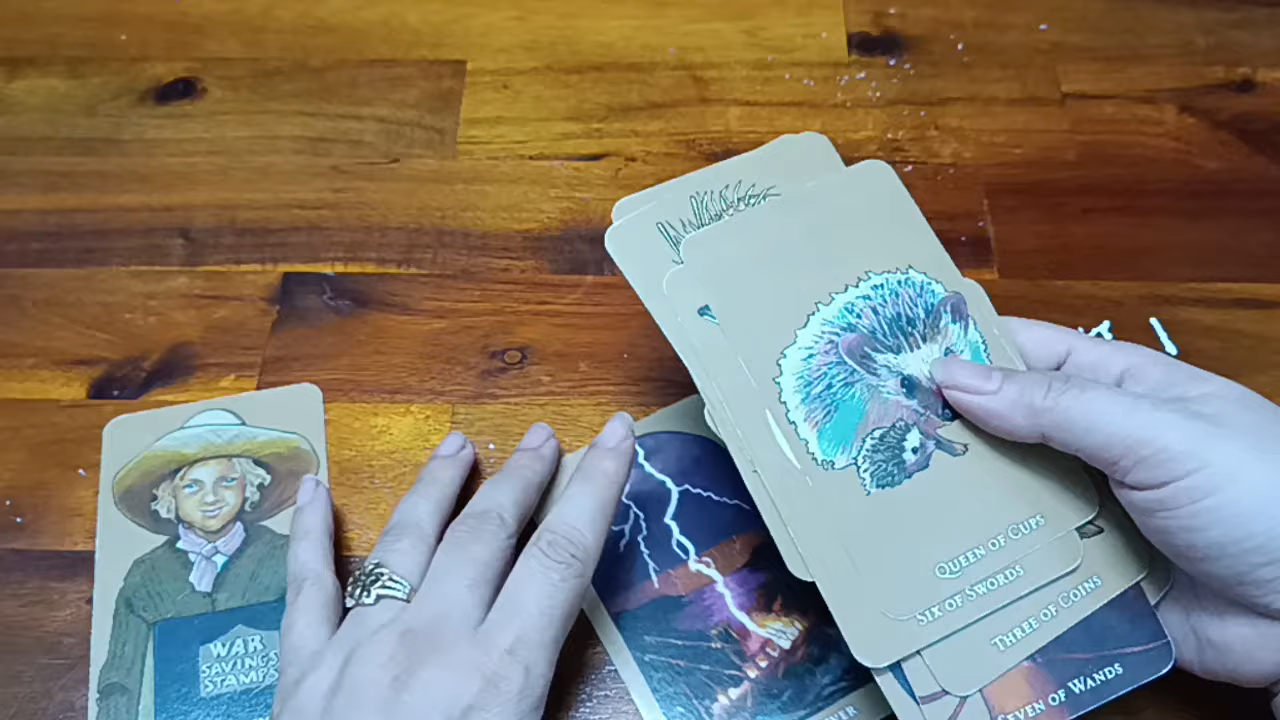 WAR
SAVINGS
STAMPS
QUEEN OF CUPS
SIX OF SWORDS
THREE OF COINS
SEVEN OF WANDS